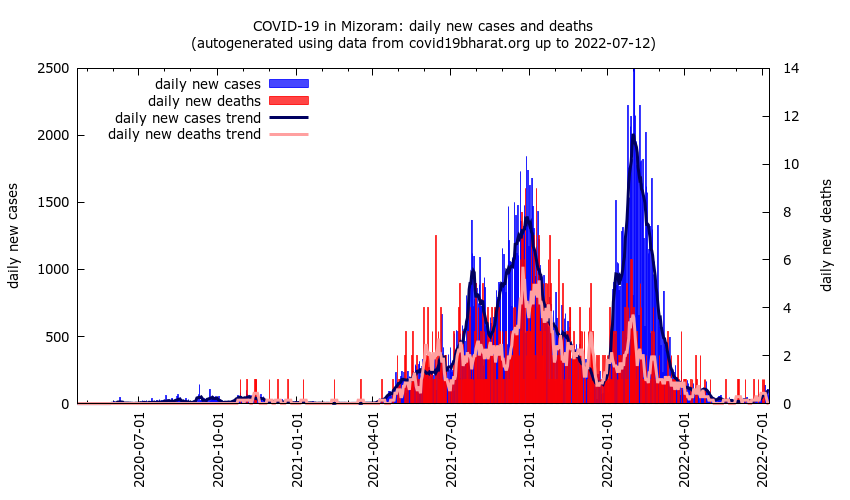 COVID-19 in Mizoram: daily new cases and deaths
(autogenerated using data from covid19bharat.org up to 2022-07-12)
daily new cases
daily new deaths
daily new cases trend
daily new deaths trend
daily new cases
2500
2000
1500
1000
500
0
14
12
10
8
6
4
2
0
daily new deaths
2020-07-01
2020-10-01
2021-01-01
2021-04-01
2021-07-01
2021-10-01
2022-01-01
2022-04-01
2022-07-01